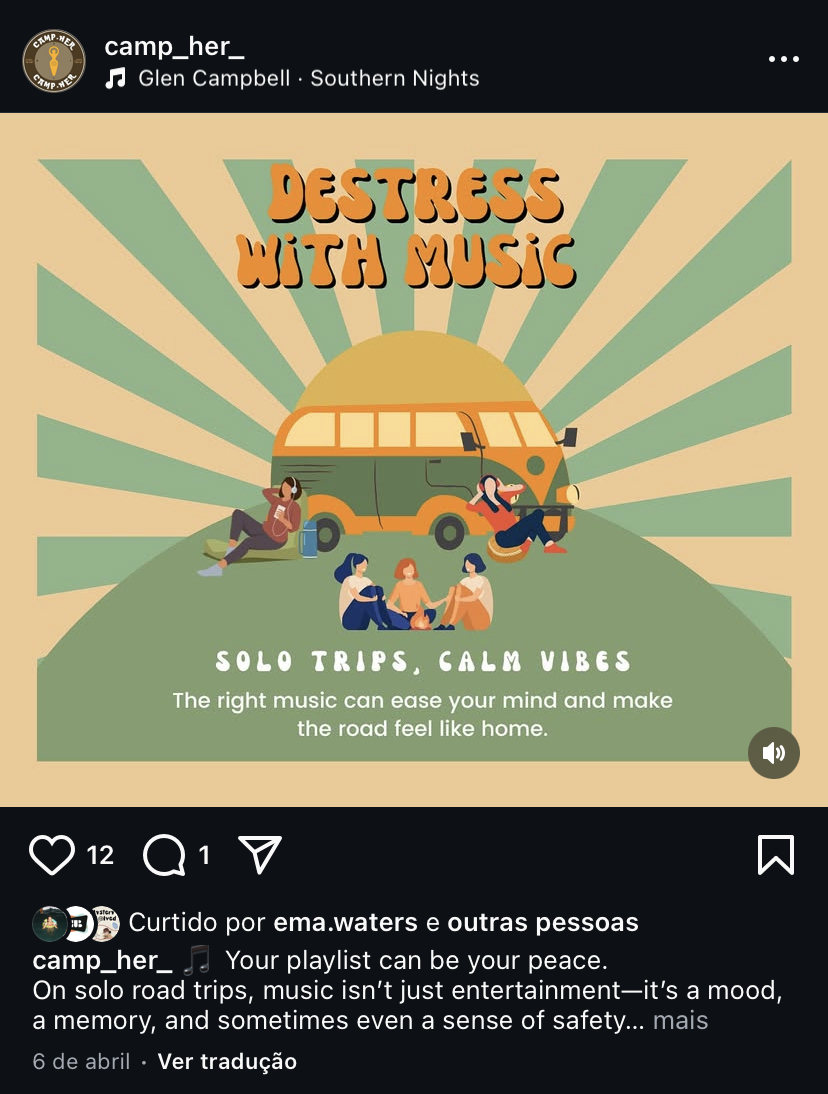 CAMP-HER
CAMP-HER
camp_her_
Glen Campbell · Southern Nights
DESTRESS
WiTH MUSiC
SOLO TRIPS, CALM VIBES
The right music can ease your mind and make
the road feel like home.
12
1
Curtido por ema.waters e outras pessoas
camp_her_ 🎵 Your playlist can be your peace.
On solo road trips, music isn’t just entertainment—it’s a mood,
a memory, and sometimes even a sense of safety... mais
6 de abril · Ver tradução